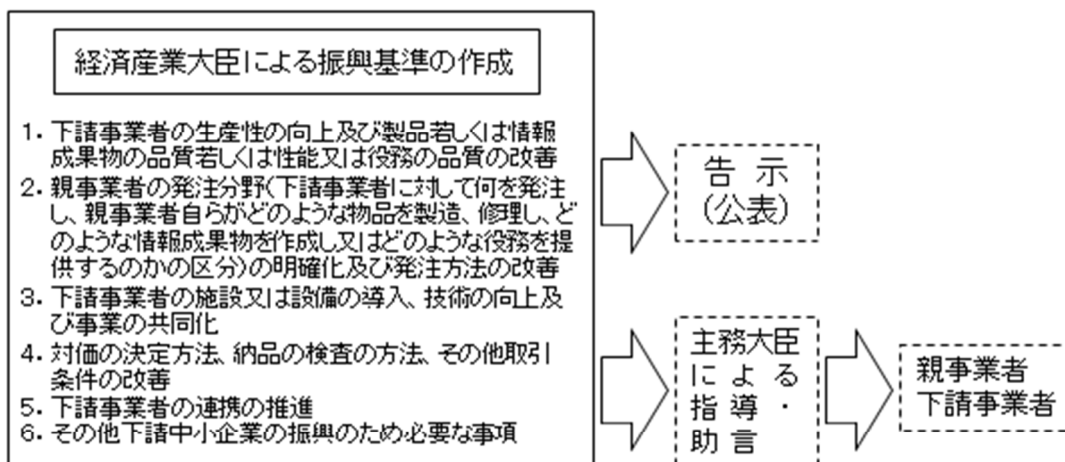 経済産業大臣による振興基準の作成
1. 下請事業者の生産性の向上及び製品若しくは情報
成果物の品質若しくは性能又は役務の品質の改善
2. 親事業者の発注分野(下請事業者に対して何を発注
し、親事業者自らがどのような物品を製造、修理し、ど
のような情報成果物を作成し又はどのような役務を提
供するのかの区分)の明確化及び発注方法の改善
3. 下請事業者の施設又は設備の導入、技術の向上及
び事業の共同化
4. 対価の決定方法、納品の検査の方法、その他取引
条件の改善
5. 下請事業者の連携の推進
6. その他下請中小企業の振興のため必要な事項
告示
(公表)
主務大臣
による
指導・
助言
親事業者
下請事業者